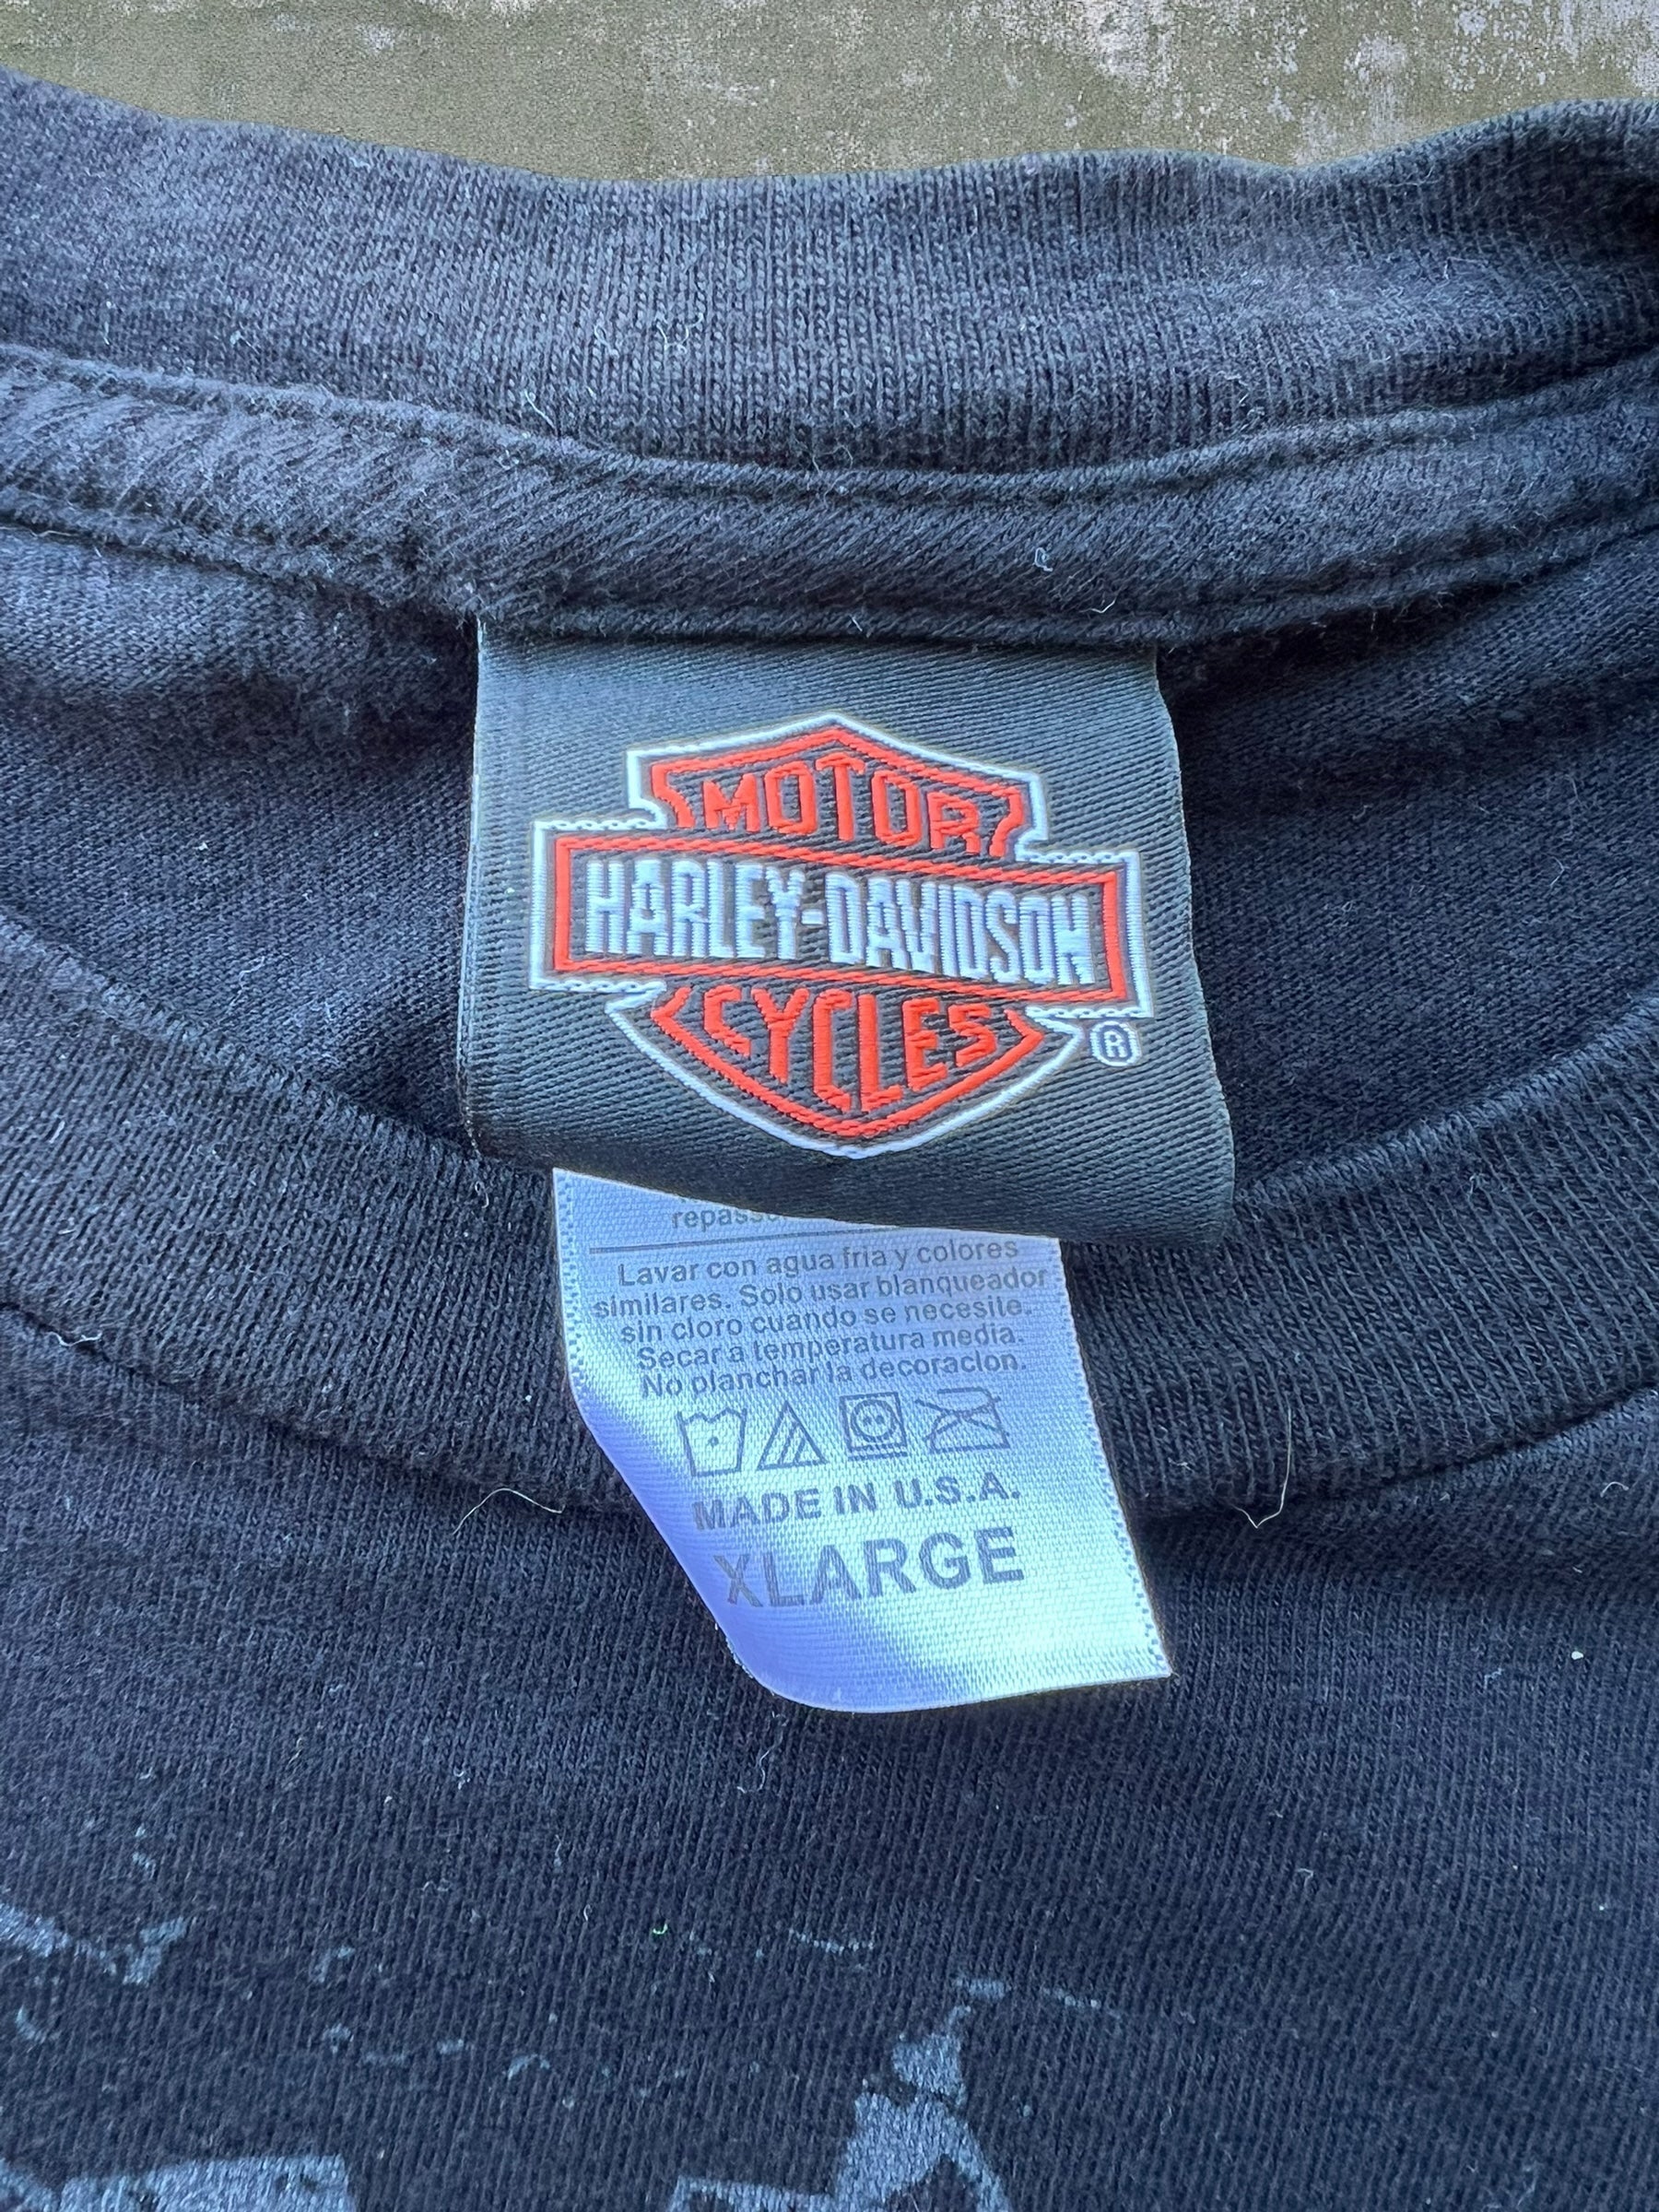 MOTOR
HARLEY-DAVIDSON
CYCLES
®
Lavar con agua fria y colores
similares. Solo usar blanqueador
sin cloro cuando se necesite.
Secar a temperatura media.
No planchar la decoracion.
MADE IN U.S.A.
XLARGE